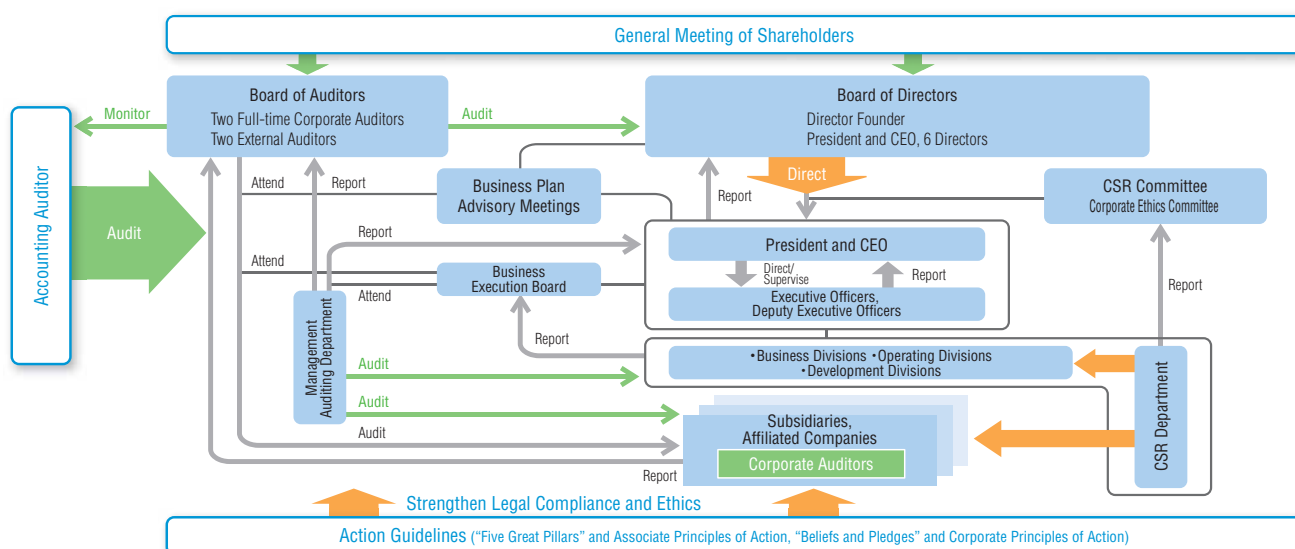 General Meeting of Shareholders
Board of Auditors
Two Full-time Corporate Auditors
Two External Auditors
Monitor
Audit
Board of Directors
Director Founder
President and CEO, 6 Directors
Accounting Auditor
Audit
Attend
Report
Business Plan
Advisory Meetings
Direct
Report
CSR Committee
Corporate Ethics Committee
Report
President and CEO
Direct/
Supervise
Report
Executive Officers,
Deputy Executive Officers
Attend
Business
Execution Board
Attend
Report
Management
Auditing Department
Report
•Business Divisions •Operating Divisions
•Development Divisions
Audit
Audit
Audit
Subsidiaries,
Affiliated Companies
Corporate Auditors
Report
CSR Department
Strengthen Legal Compliance and Ethics
Action Guidelines (“Five Great Pillars” and Associate Principles of Action, “Beliefs and Pledges” and Corporate Principles of Action)